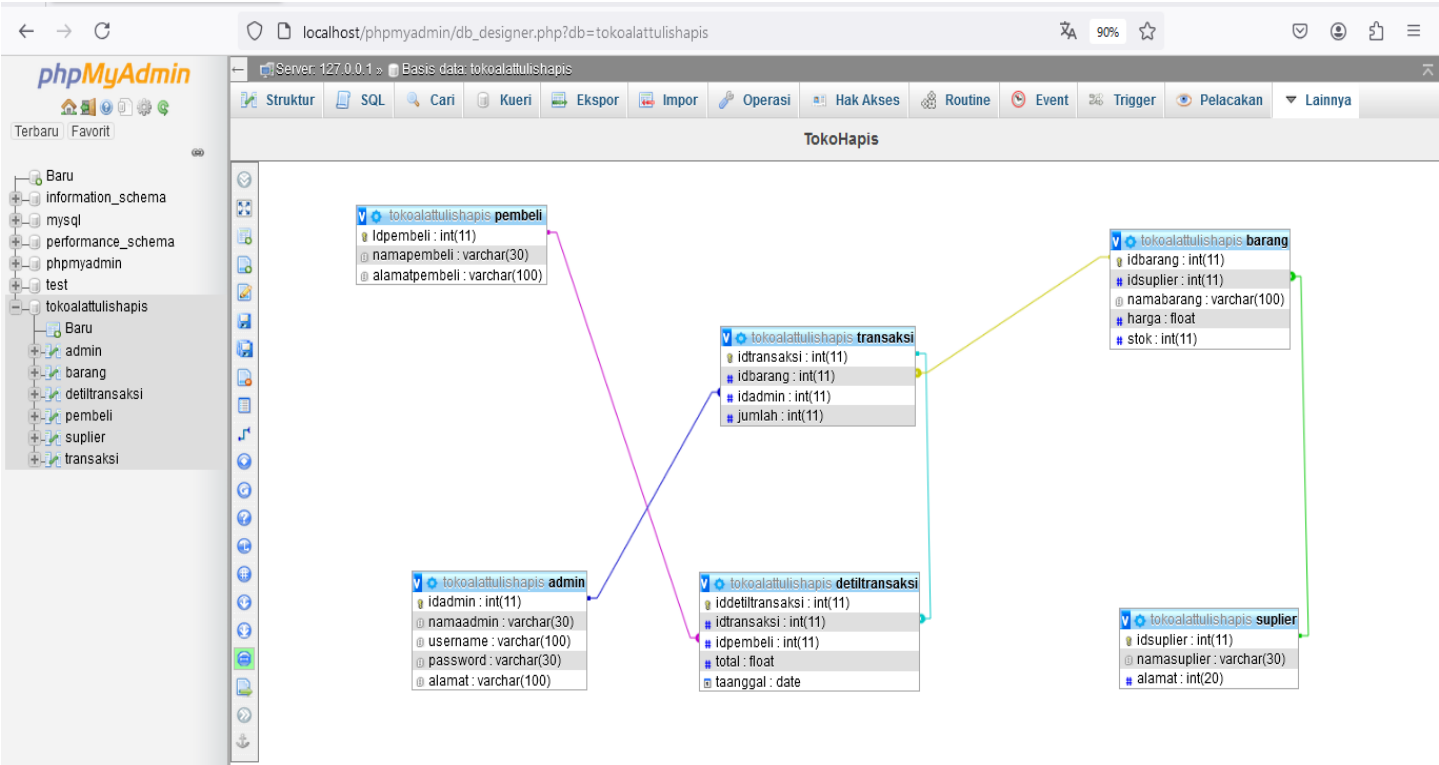 localhost/phpmyadmin/db_designer.php?db=tokoalattulishapis
90%
phpMyAdmin
Terbaru Favorit
Baru
information_schema
mysql
performance_schema
phpmyadmin
test
tokoalattulishapis
Baru
admin
barang
detiltransaksi
pembeli
suplier
transaksi
Server: 127.0.0.1 » Basis data: tokoalattulishapis
Struktur SQL Cari Kueri Ekspor Impor Operasi Hak Akses Routine Event Trigger Pelacakan Lainnya
TokoHapis
tokoalattulishapis pembeli
Idpembeli : int(11)
namapembeli : varchar(30)
alamatpembeli : varchar(100)
tokoalattulishapis barang
idbarang : int(11)
idsuplier : int(11)
namabarang : varchar(100)
harga : float
stok : int(11)
tokoalattulishapis transaksi
idtransaksi : int(11)
idbarang : int(11)
idadmin : int(11)
jumlah : int(11)
tokoalattulishapis admin
idadmin : int(11)
namaadmin : varchar(30)
username : varchar(100)
password : varchar(30)
alamat : varchar(100)
tokoalattulishapis detiltransaksi
iddetiltransaksi : int(11)
idtransaksi : int(11)
idpembeli : int(11)
total : float
taanggal : date
tokoalattulishapis suplier
idsuplier : int(11)
namasuplier : varchar(30)
alamat : int(20)